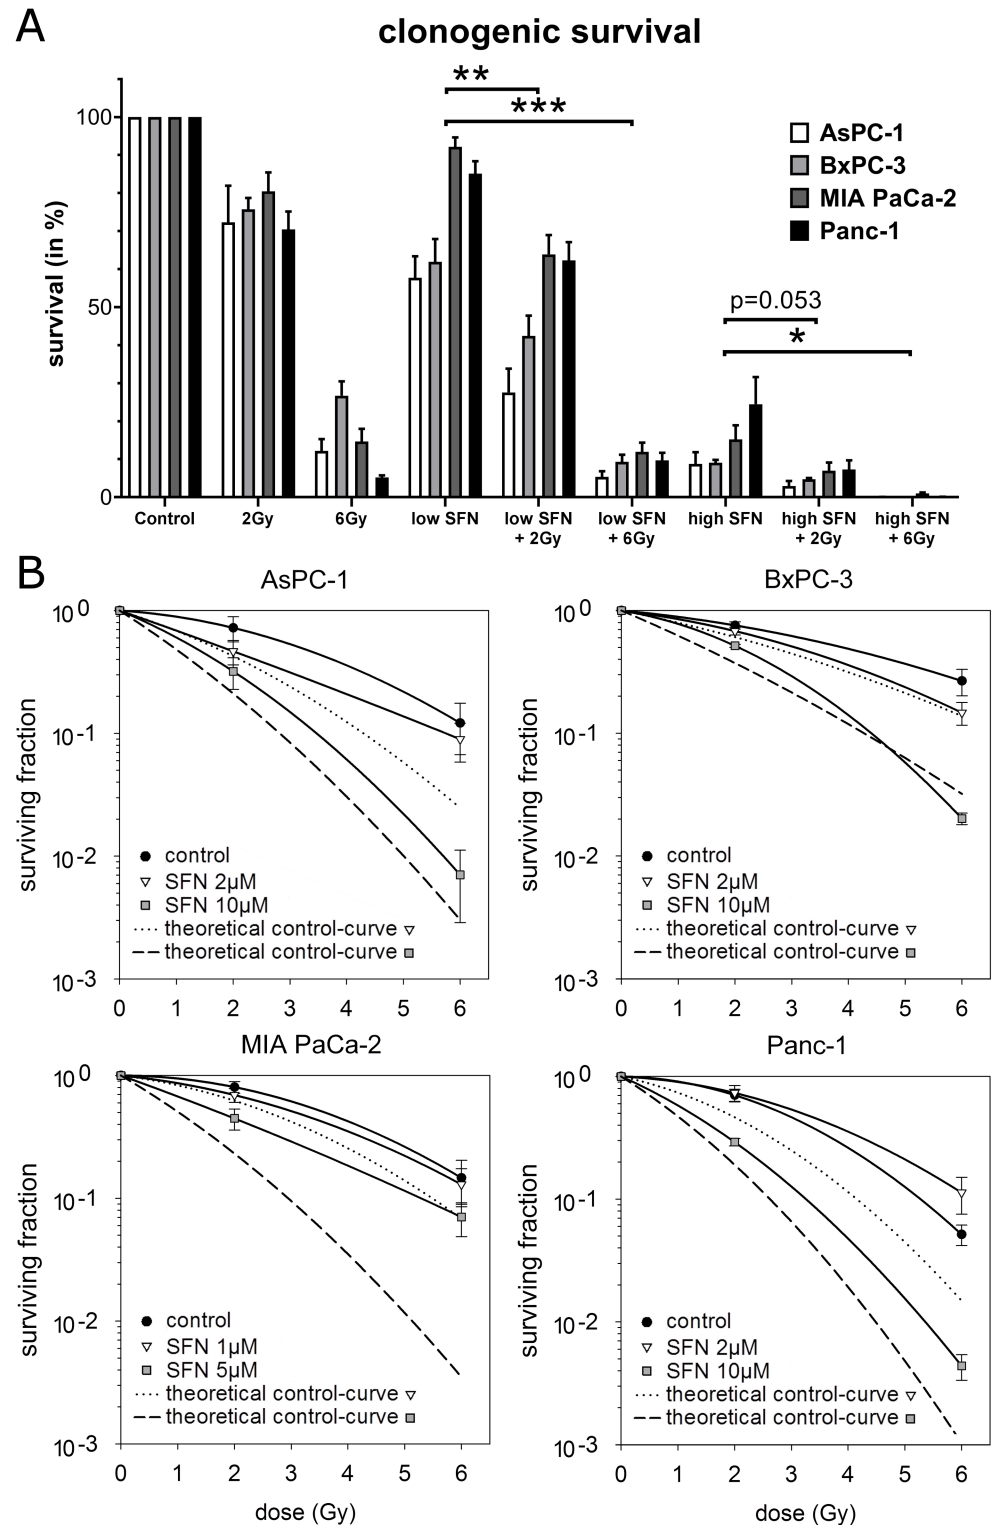 A
clonogenic survival
**
***
AsPC-1
BxPC-3
MIA PaCa-2
Panc-1
survival (in %)
100
50
0
p=0.053
*
Control
2Gy
6Gy
low SFN
low SFN
+ 2Gy
low SFN
+ 6Gy
high SFN
high SFN
+ 2Gy
high SFN
+ 6Gy
B
AsPC-1
surviving fraction
10^0
10^-1
10^-2
10^-3
control
SFN 2µM
SFN 10µM
theoretical control-curve
theoretical control-curve
0 1 2 3 4 5 6
BxPC-3
surviving fraction
10^0
10^-1
10^-2
10^-3
control
SFN 2µM
SFN 10µM
theoretical control-curve
theoretical control-curve
0 1 2 3 4 5 6
MIA PaCa-2
surviving fraction
10^0
10^-1
10^-2
10^-3
control
SFN 1µM
SFN 5µM
theoretical control-curve
theoretical control-curve
0 1 2 3 4 5 6
dose (Gy)
Panc-1
surviving fraction
10^0
10^-1
10^-2
10^-3
control
SFN 2µM
SFN 10µM
theoretical control-curve
theoretical control-curve
0 1 2 3 4 5 6
dose (Gy)